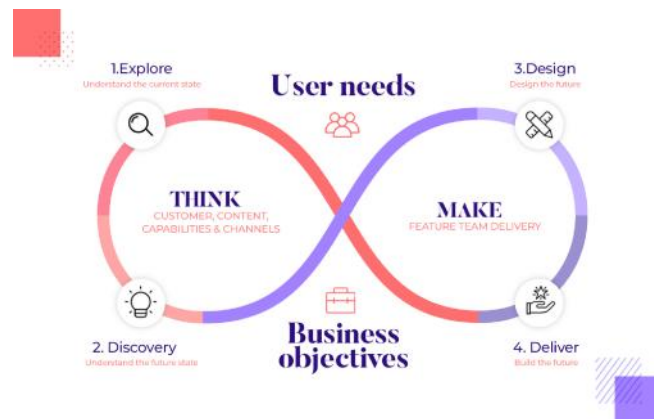 1.Explore
Understand the current state
User needs
3.Design
Design the future
THINK
CUSTOMER, CONTENT,
CAPABILITIES & CHANNELS
MAKE
FEATURE TEAM DELIVERY
2. Discovery
Understand the future state
Business
objectives
4. Deliver
Build the future